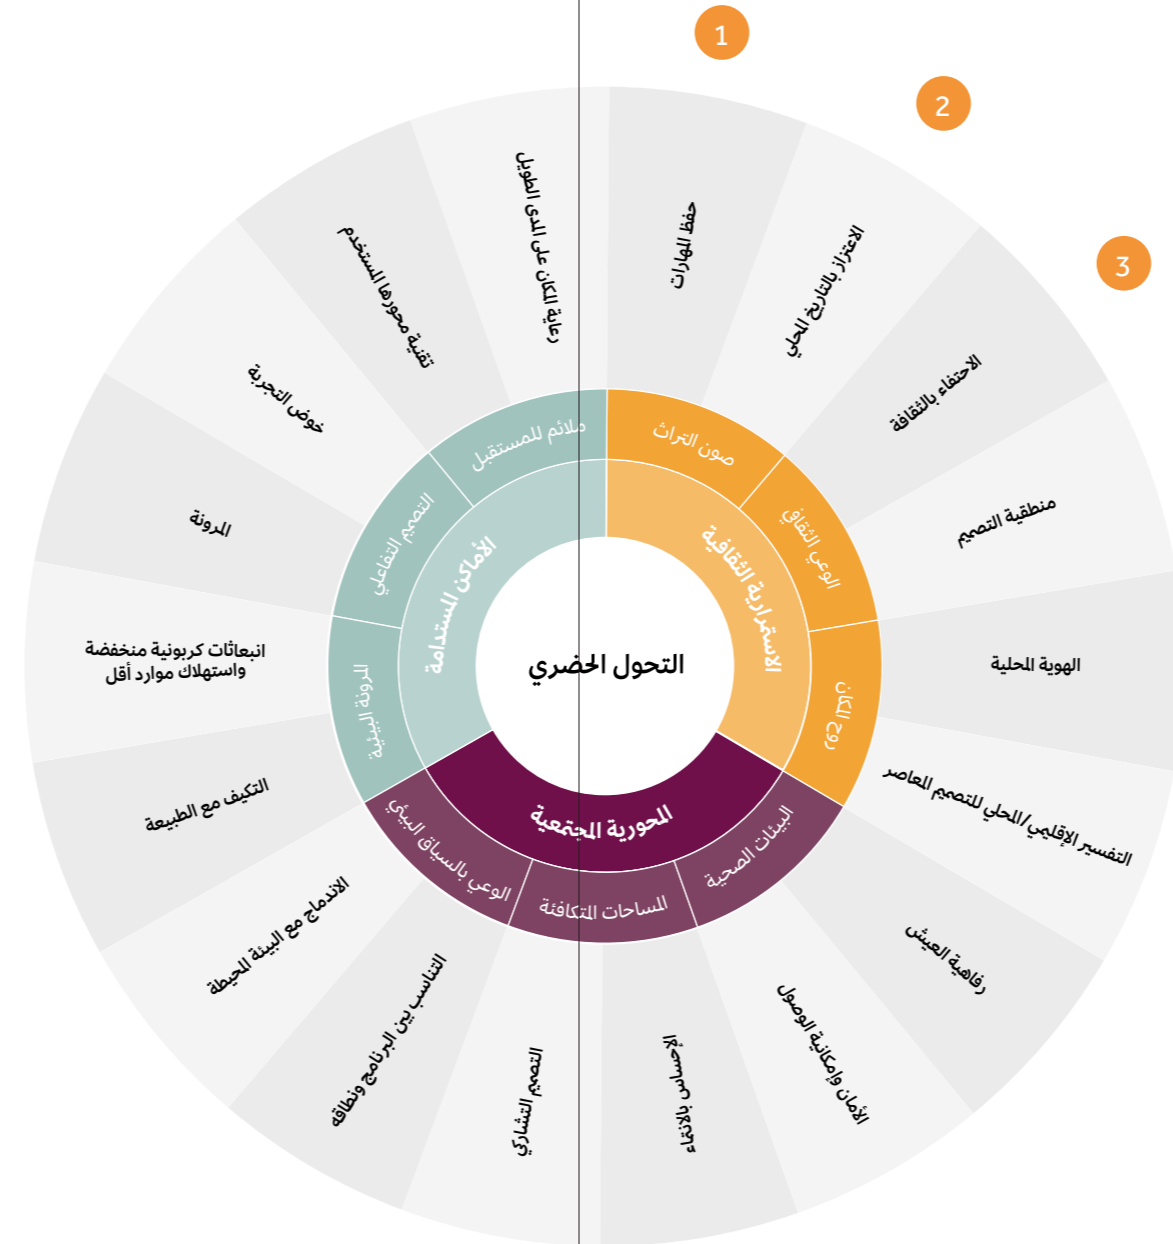 1
2
3
التحول الحضري
الاستمرارية الثقافية
صون التراث
الوعي الثقافي
روح المكان
حفظ المهارات
الاعتزاز بالتاريخ المحلي
الاحتفاء بالثقافة
منطقية التصميم
الهوية المحلية
التفسير الإقليمي/المحلي للتصميم المعاصر
المحورية المجتمعية
البيئات الصحية
المساحات المتكافئة
الوعي بالسياق البيئي
رفاهية العيش
الأمان وإمكانية الوصول
الإحساس بالانتماء
التصميم التشاركي
التناسب بين البرنامج ونطاقه
الاندماج مع البيئة المحيطة
الأماكن المستدامة
المرونة البيئية
التصميم التفاعلي
ملائم للمستقبل
التكيف مع الطبيعة
انبعاثات كربونية منخفضة
واستهلاك موارد أقل
المرونة
خوض التجربة
تقنية محورها المستخدم
رعاية المكان على المدى الطويل